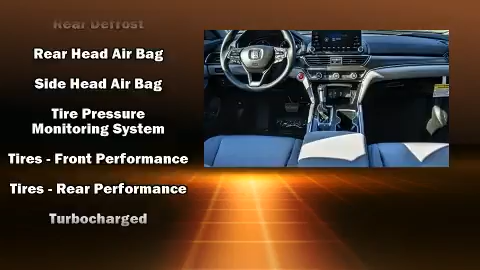 Rear Defrost
Rear Head Air Bag
Side Head Air Bag
Tire Pressure
Monitoring System
Tires - Front Performance
Tires - Rear Performance
Turbocharged